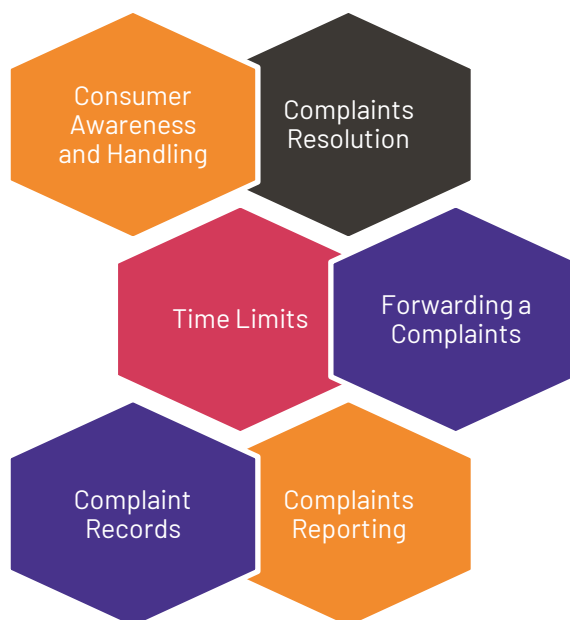 Consumer
Awareness
and Handling
Complaints
Resolution
Time Limits
Forwarding a
Complaints
Complaint
Records
Complaints
Reporting